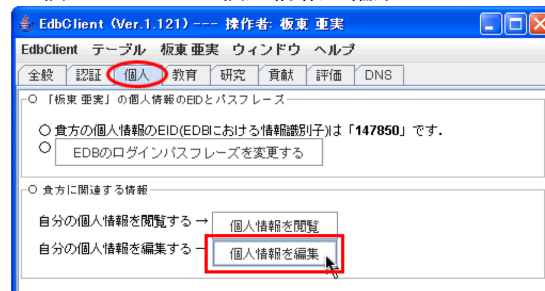 EdbClient (Ver.1.121) --- 操作者: 板東 亜実
EdbClient テーブル 板東 亜実 ウィンドウ ヘルプ
全般 認証 個人 教育 研究 貢献 評価 DNS
「板東 亜実」の個人情報のEIDとパスフレーズ
貴方の個人情報のEID(EDBにおける情報識別子)は「147850」です.
EDBのログインパスフレーズを変更する
貴方に関連する情報
自分の個人情報を閲覧する → 個人情報を閲覧
自分の個人情報を編集する → 個人情報を編集